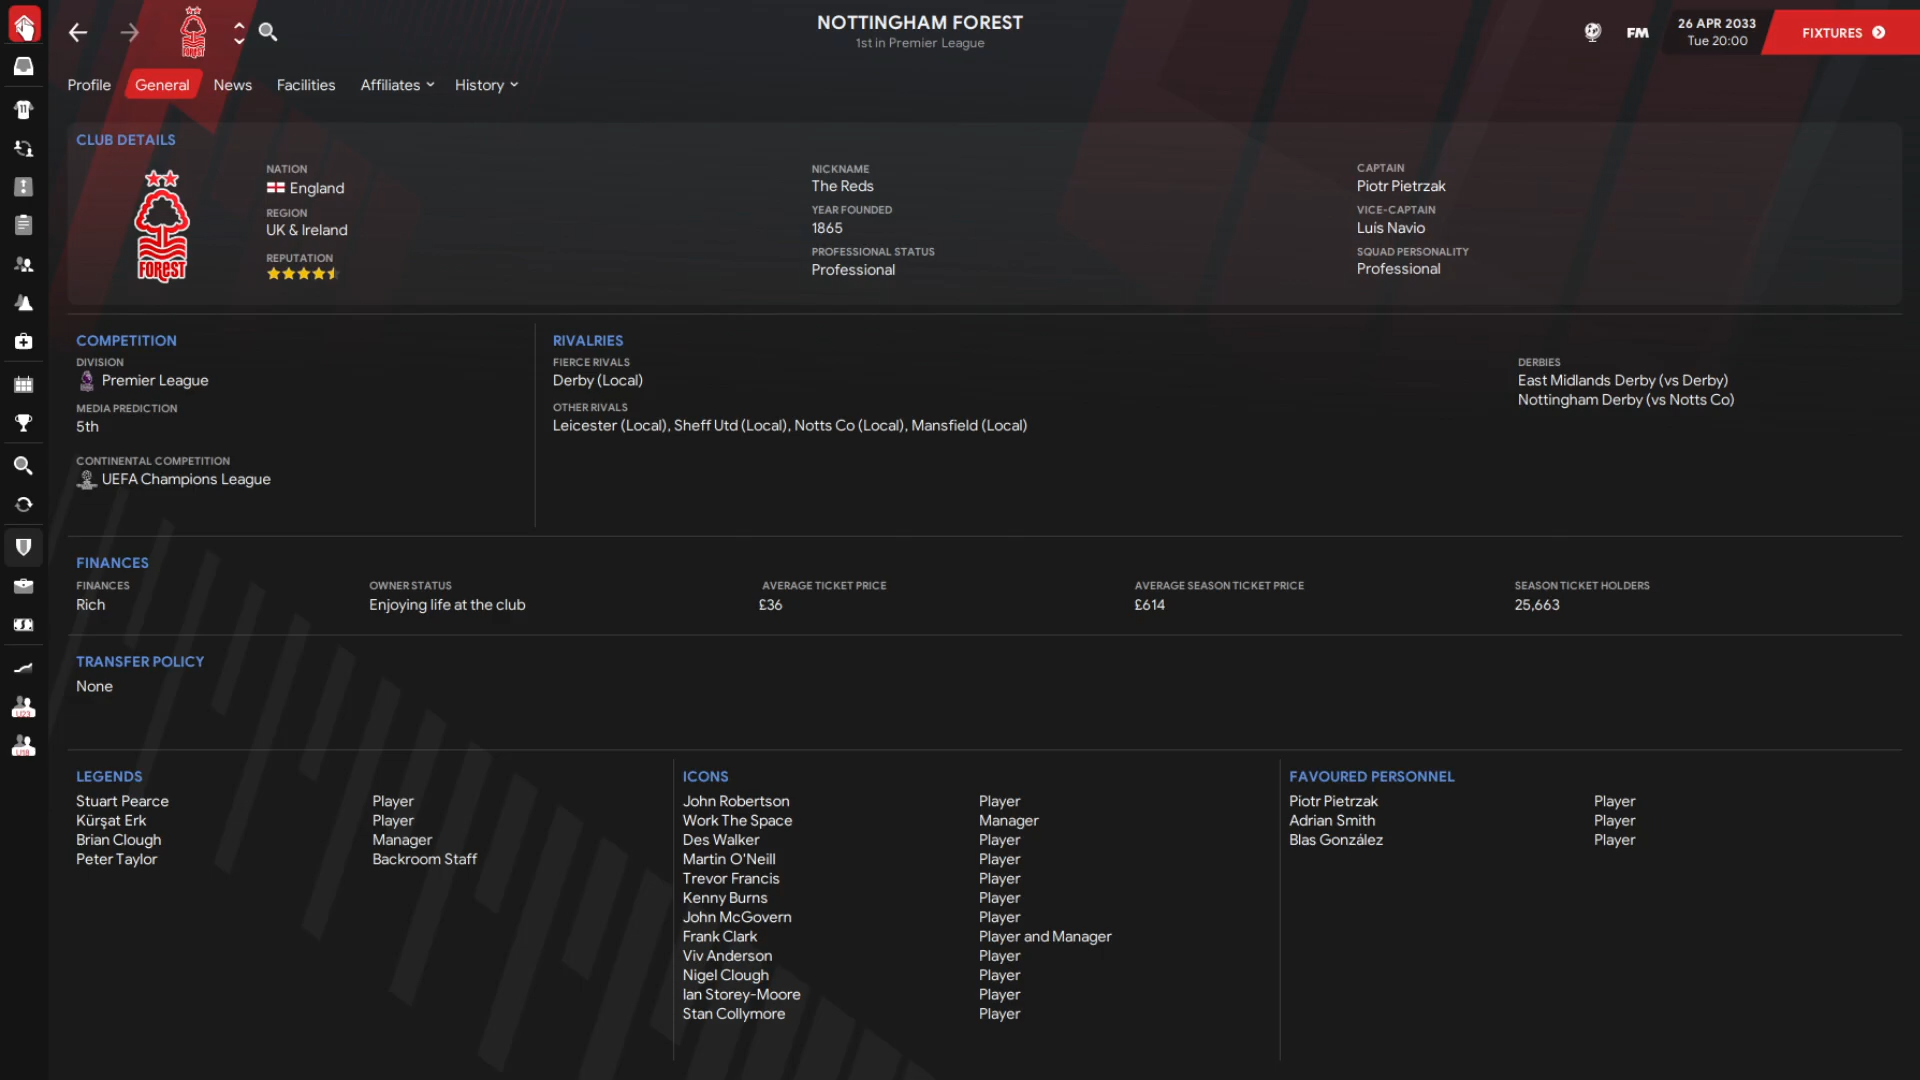 NOTTINGHAM FOREST
1st in Premier League
FM
26 APR 2033
Tue 20:00
FIXTURES
Profile General News Facilities Affiliates History
CLUB DETAILS
FOREST
NATION
England
REGION
UK & Ireland
REPUTATION
NICKNAME
The Reds
YEAR FOUNDED
1865
PROFESSIONAL STATUS
Professional
CAPTAIN
Piotr Pietrzak
VICE-CAPTAIN
Luís Navio
SQUAD PERSONALITY
Professional
COMPETITION
DIVISION
Premier League
MEDIA PREDICTION
5th
CONTINENTAL COMPETITION
UEFA Champions League
RIVALRIES
FIERCE RIVALS
Derby (Local)
OTHER RIVALS
Leicester (Local), Sheff Utd (Local), Notts Co (Local), Mansfield (Local)
DERBIES
East Midlands Derby (vs Derby)
Nottingham Derby (vs Notts Co)
FINANCES
FINANCES
Rich
OWNER STATUS
Enjoying life at the club
AVERAGE TICKET PRICE
£36
AVERAGE SEASON TICKET PRICE
£614
SEASON TICKET HOLDERS
25,663
TRANSFER POLICY
None
LEGENDS
Stuart Pearce Player
Kürşat Erk Player
Brian Clough Manager
Peter Taylor Backroom Staff
ICONS
John Robertson Player
Work The Space Manager
Des Walker Player
Martin O'Neill Player
Trevor Francis Player
Kenny Burns Player
John McGovern Player
Frank Clark Player and Manager
Viv Anderson Player
Nigel Clough Player
Ian Storey-Moore Player
Stan Collymore Player
FAVOURED PERSONNEL
Piotr Pietrzak Player
Adrian Smith Player
Blas González Player
U23
U18